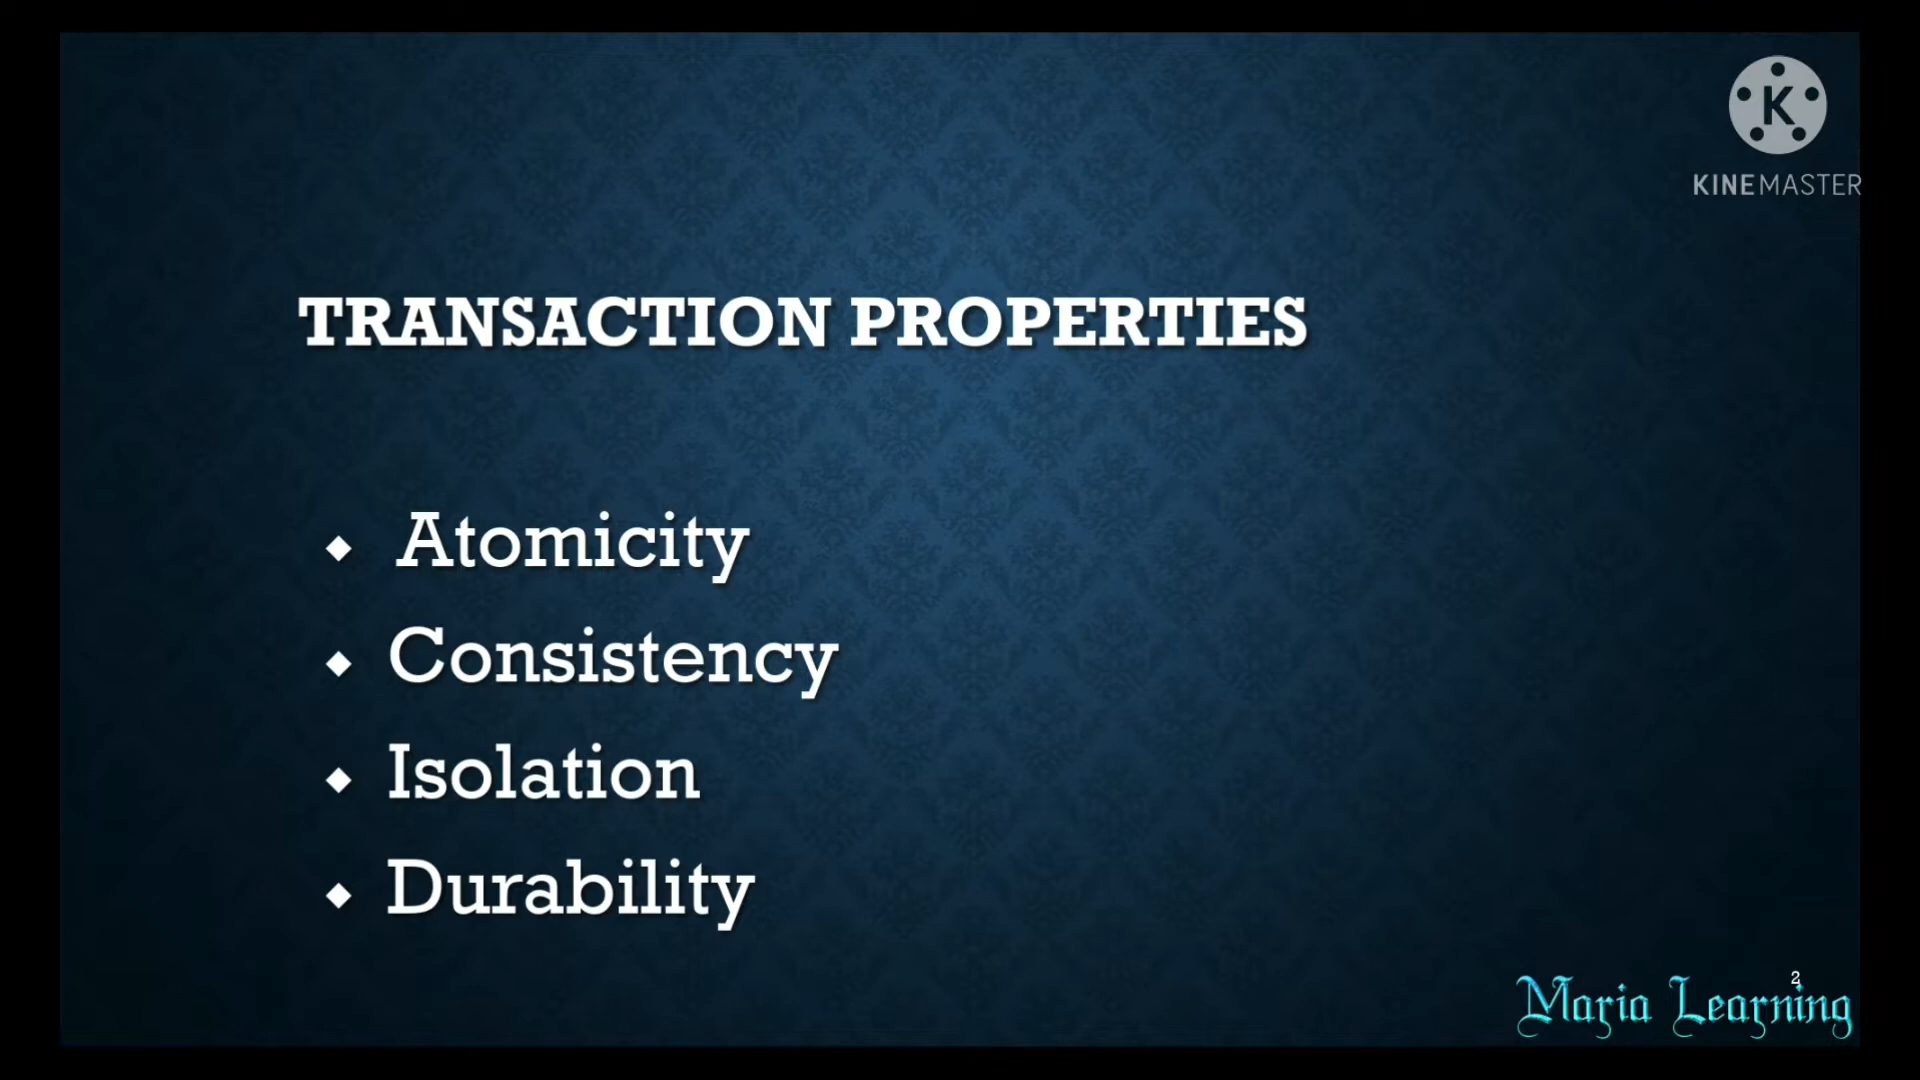 K
KINEMASTER
TRANSACTION PROPERTIES
Atomicity
Consistency
Isolation
Durability
2
Maria Learning